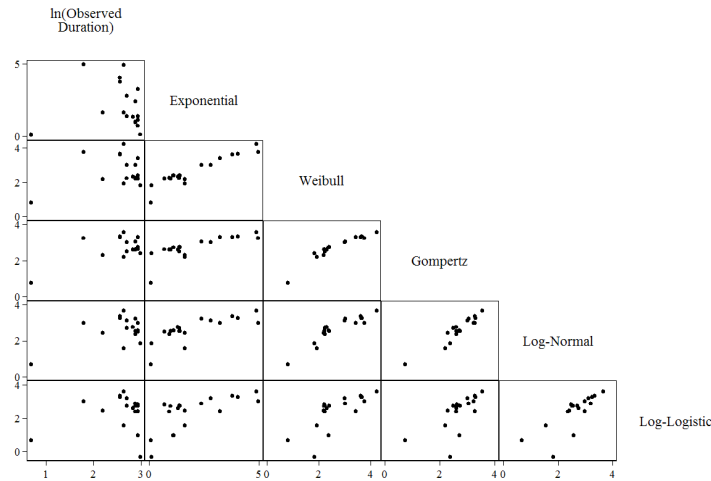 ln(Observed
Duration)
5
Exponential
0
4
Weibull
2
0
4
Gompertz
2
0
4
Log-Normal
2
0
4
Log-Logistic
2
0
1 2 3 0 5 0 2 4 0 2 4 0 2 4